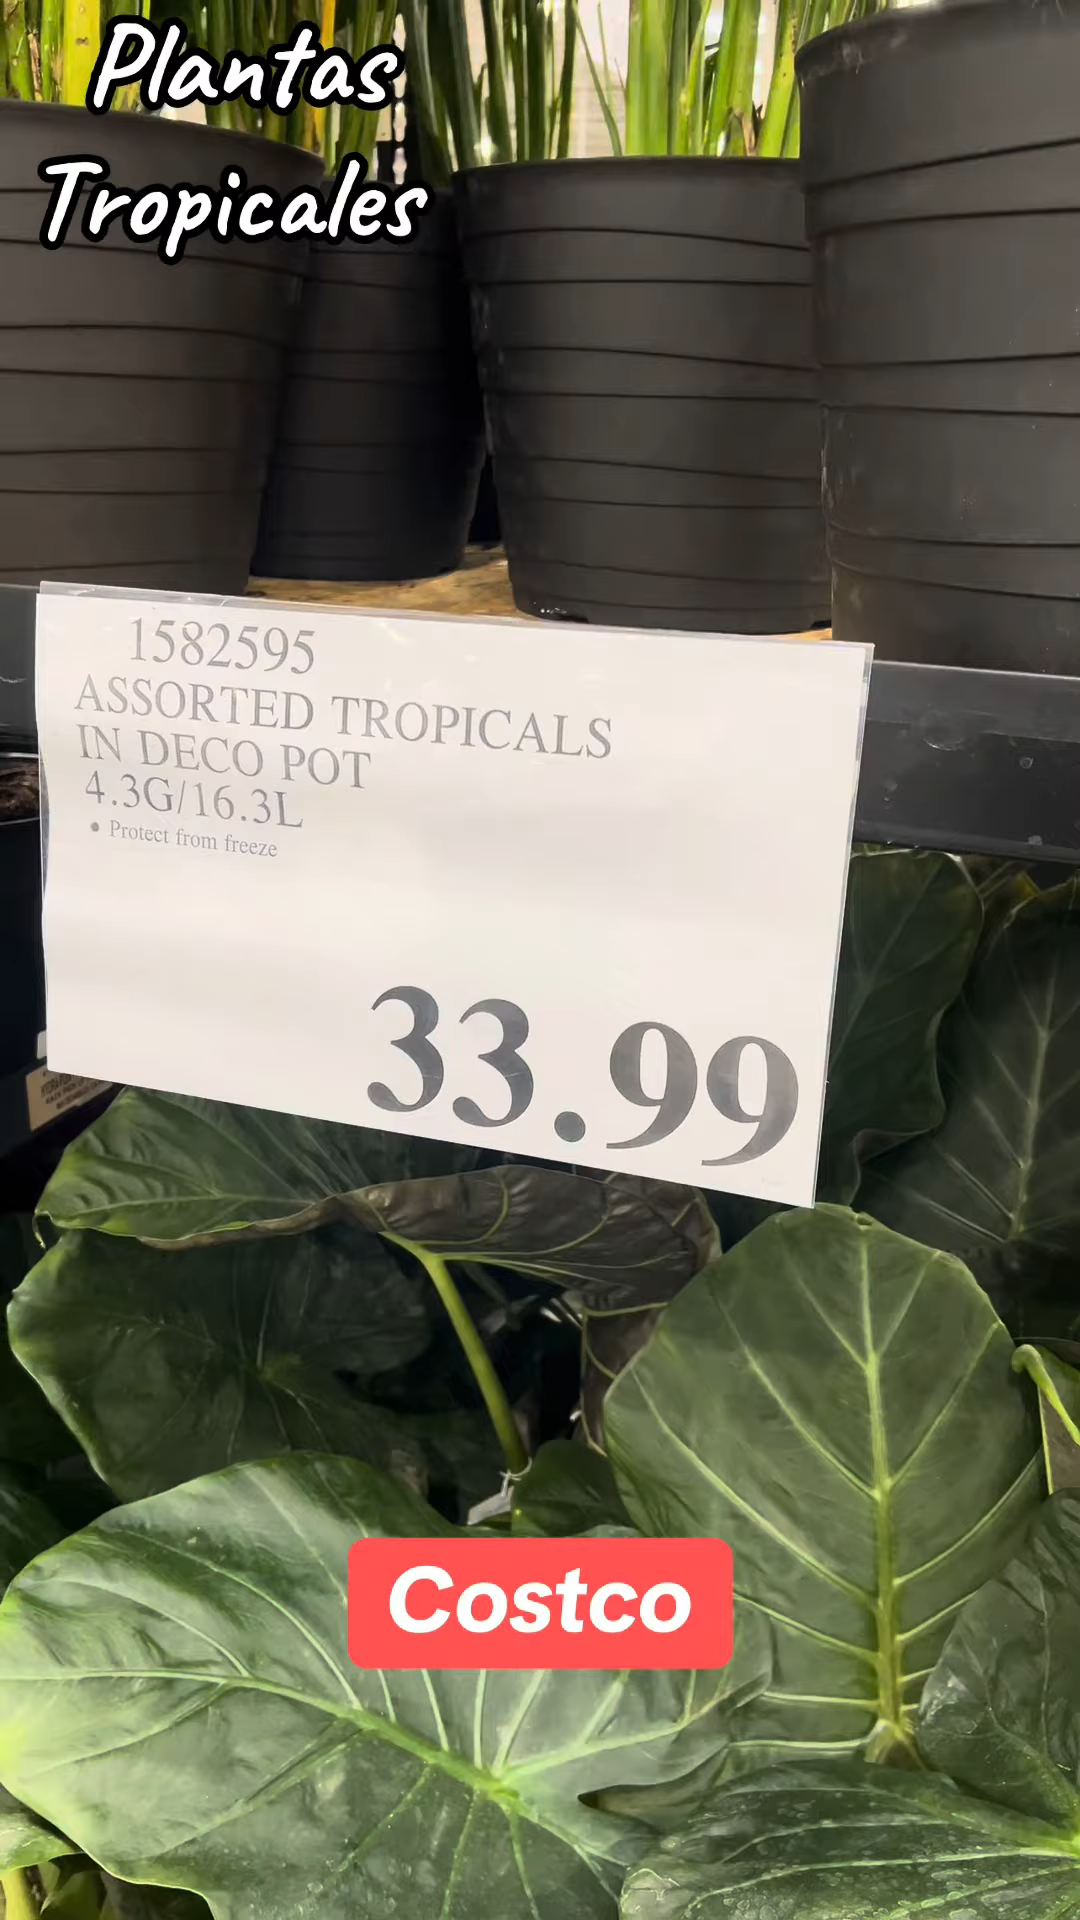 Plantas
Tropicales
1582595
ASSORTED TROPICALS
IN DECO POT
4.3G/16.3L
• Protect from freeze
33.99
Costco